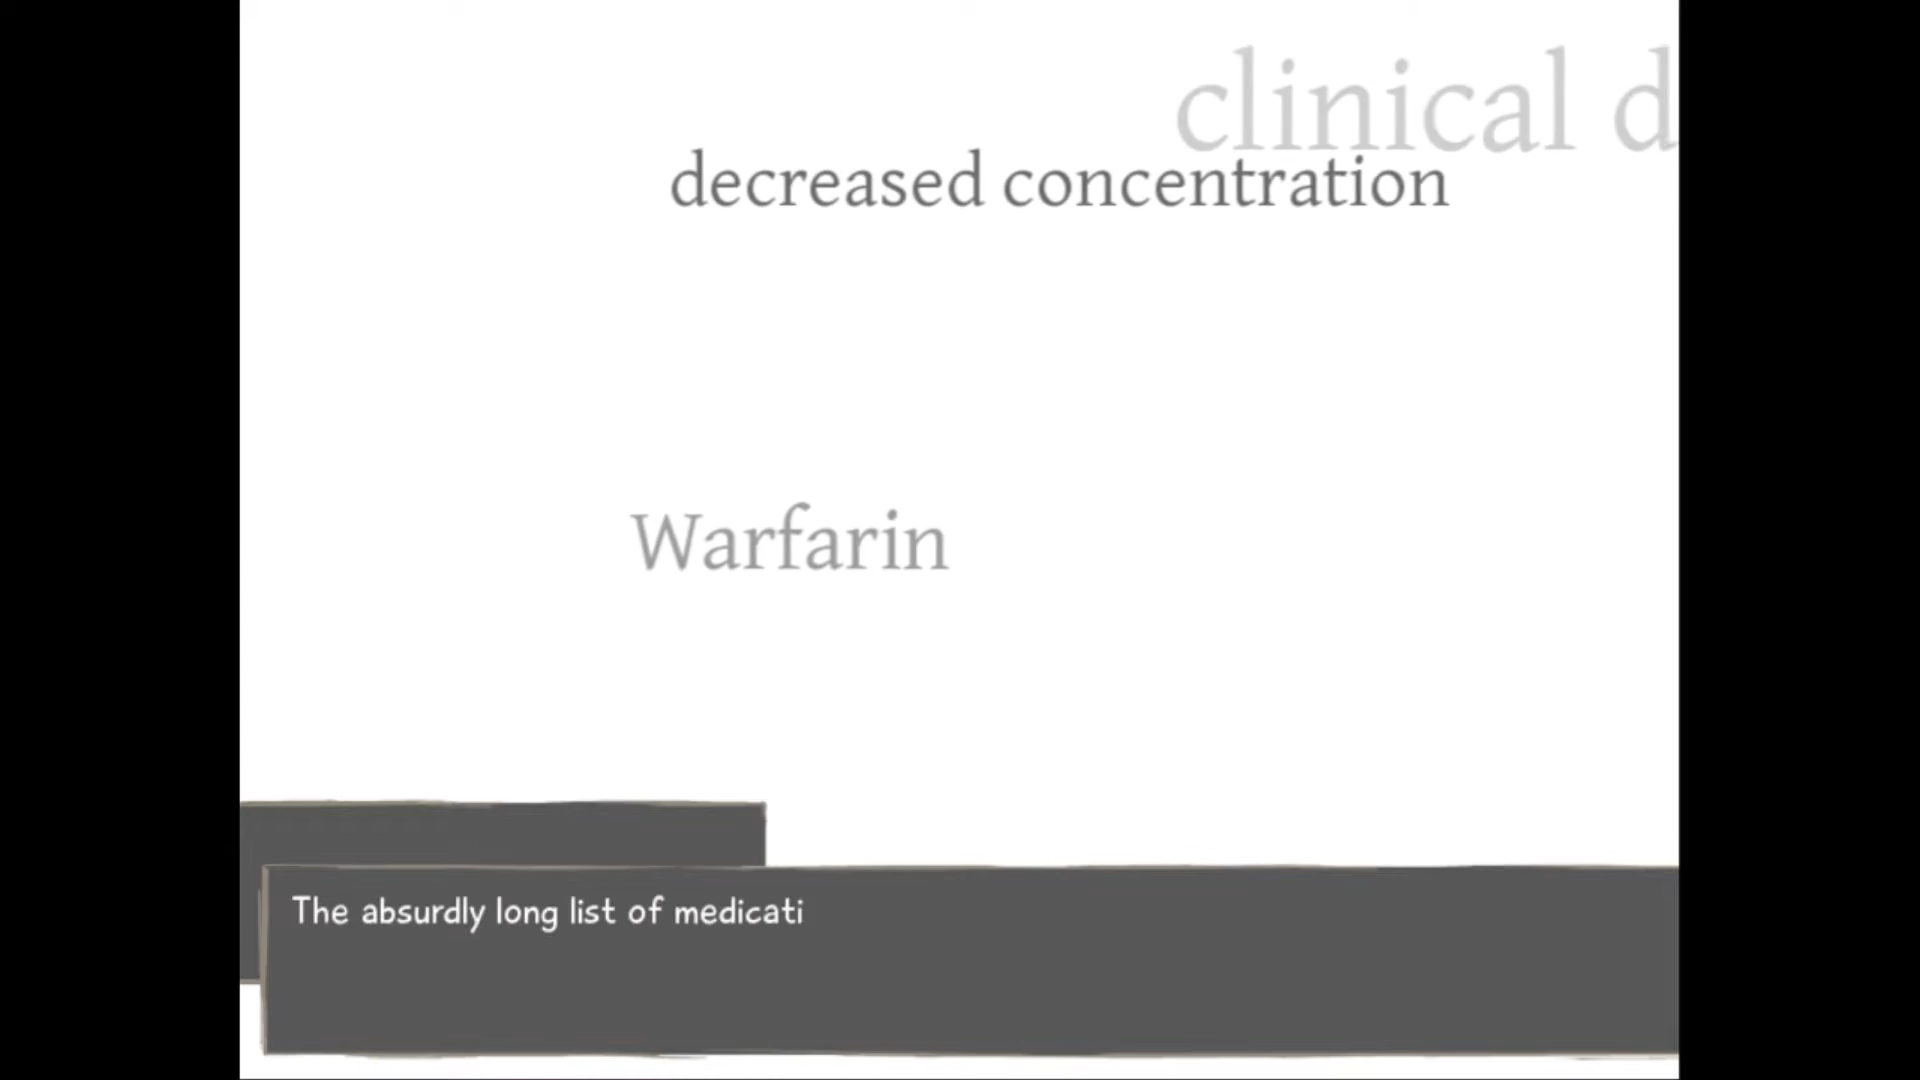 clinical d
decreased concentration
Warfarin
The absurdly long list of medicati